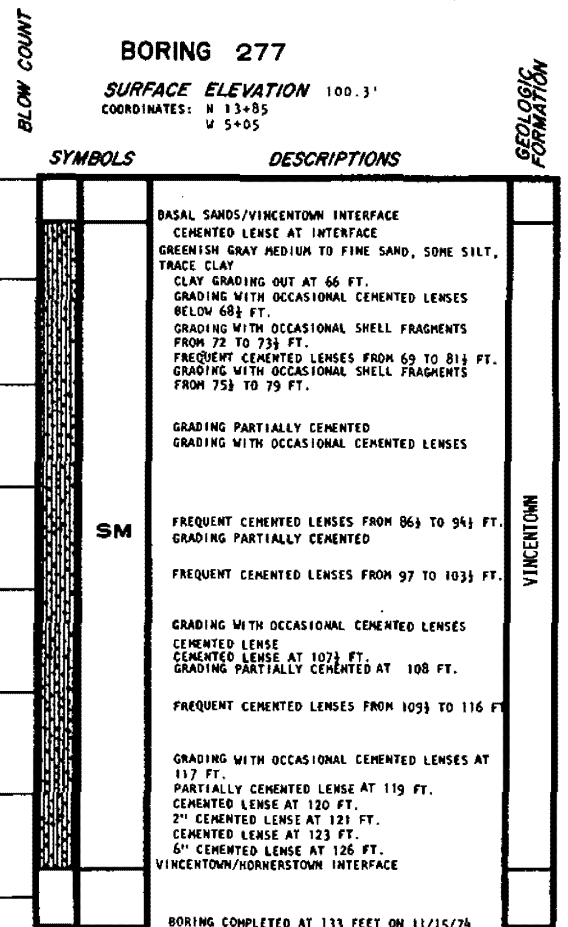 BLOW COUNT
BORING 277
SURFACE ELEVATION 100.3'
COORDINATES: N 13+85
W 5+05
GEOLOGIC
FORMATION
SYMBOLS
DESCRIPTIONS
BASAL SANDS/VINCENTOWN INTERFACE
CEMENTED LENSE AT INTERFACE
GREENISH GRAY MEDIUM TO FINE SAND, SOME SILT,
TRACE CLAY
CLAY GRADING OUT AT 66 FT.
GRADING WITH OCCASIONAL CEMENTED LENSES
BELOW 68½ FT.
GRADING WITH OCCASIONAL SHELL FRAGMENTS
FROM 72 TO 73½ FT.
FREQUENT CEMENTED LENSES FROM 69 TO 81½ FT.
GRADING WITH OCCASIONAL SHELL FRAGMENTS
FROM 75½ TO 79 FT.
GRADING PARTIALLY CEMENTED
GRADING WITH OCCASIONAL CEMENTED LENSES
SM
FREQUENT CEMENTED LENSES FROM 86½ TO 94½ FT.
GRADING PARTIALLY CEMENTED
VINCENTOWN
FREQUENT CEMENTED LENSES FROM 97 TO 103½ FT.
GRADING WITH OCCASIONAL CEMENTED LENSES
CEMENTED LENSE
CEMENTED LENSE AT 107½ FT.
GRADING PARTIALLY CEMENTED AT 108 FT.
FREQUENT CEMENTED LENSES FROM 109½ TO 116 FT
GRADING WITH OCCASIONAL CEMENTED LENSES AT
117 FT.
PARTIALLY CEMENTED LENSE AT 119 FT.
CEMENTED LENSE AT 120 FT.
2" CEMENTED LENSE AT 121 FT.
CEMENTED LENSE AT 123 FT.
6" CEMENTED LENSE AT 126 FT.
VINCENTOWN/HORNERSTOWN INTERFACE
BORING COMPLETED AT 133 FEET ON 11/15/74